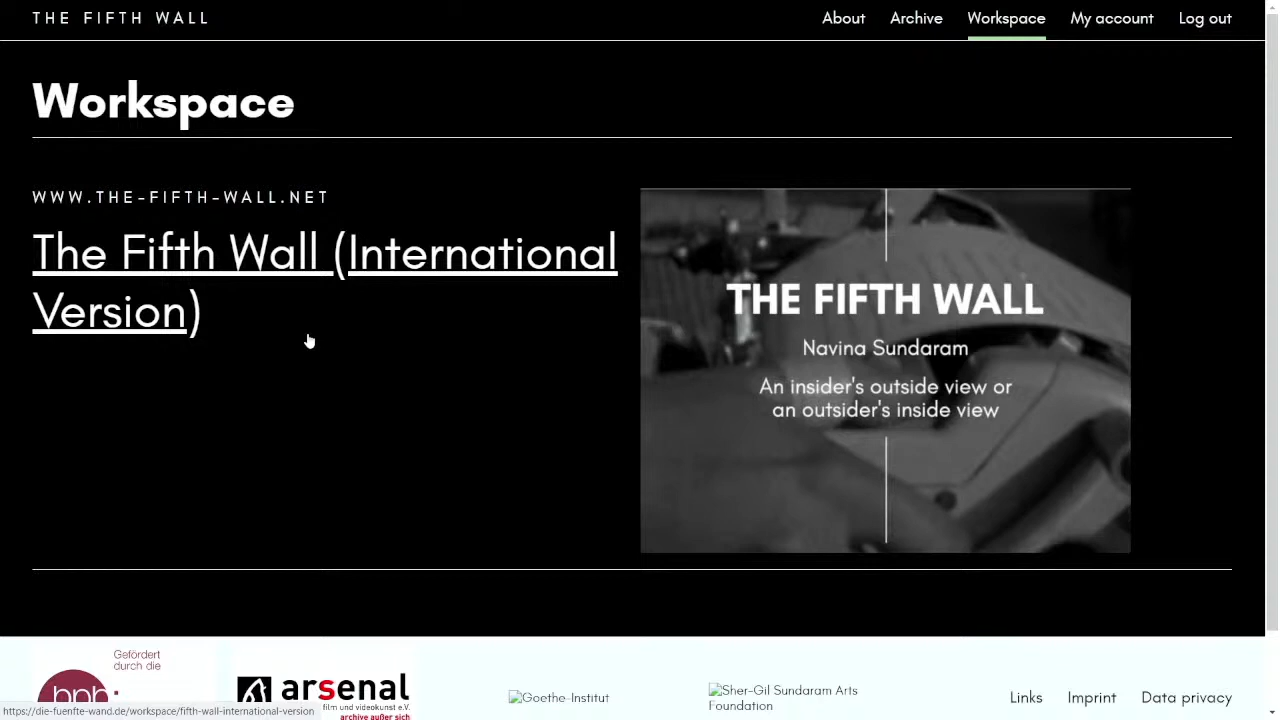 THE FIFTH WALL
About Archive Workspace My account Log out
Workspace
WWW.THE-FIFTH-WALL.NET
The Fifth Wall (International
Version)
THE FIFTH WALL
Navina Sundaram
An insider's outside view or
an outsider's inside view
Gefördert
durch die
bpb:
arsenal
film und videokunst e.V.
archive außer sich
Goethe-Institut
Sher-Gil Sundaram Arts
Foundation
Links Imprint Data privacy
https://die-fuenfte-wand.de/workspace/fifth-wall-international-version